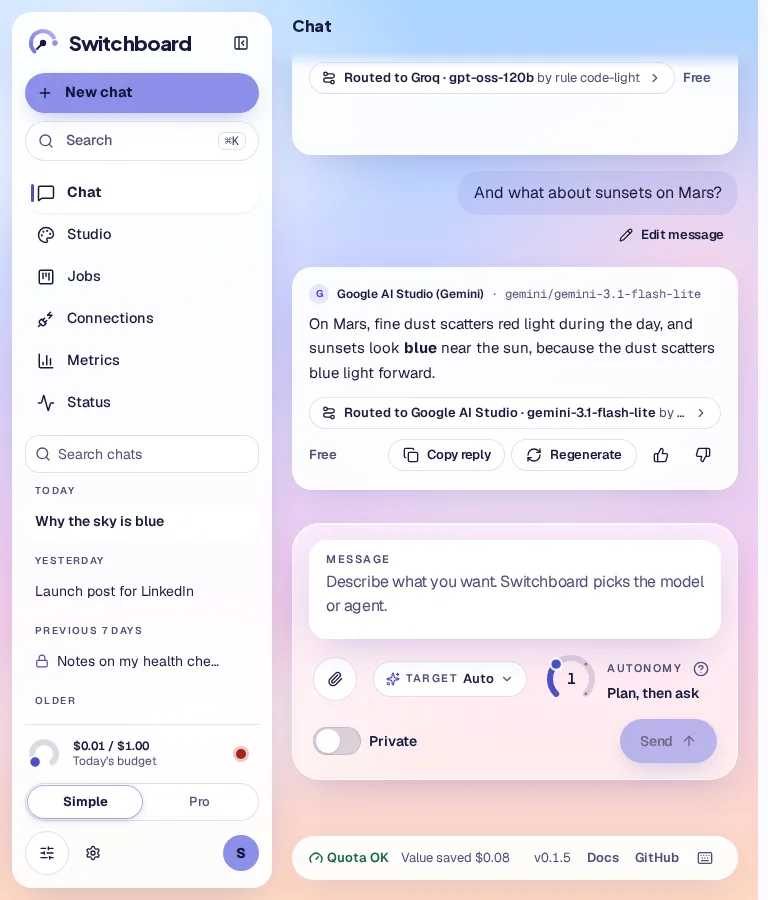 Switchboard
New chat
Search
⌘K
Chat
Studio
Jobs
Connections
Metrics
Status
Search chats
TODAY
Why the sky is blue
YESTERDAY
Launch post for LinkedIn
PREVIOUS 7 DAYS
Notes on my health che…
OLDER
$0.01 / $1.00
Today's budget
Simple
Pro
S
Chat
Routed to Groq · gpt-oss-120b by rule code-light
Free
And what about sunsets on Mars?
Edit message
G Google AI Studio (Gemini) · gemini/gemini-3.1-flash-lite
On Mars, fine dust scatters red light during the day, and
sunsets look blue near the sun, because the dust scatters
blue light forward.
Routed to Google AI Studio · gemini-3.1-flash-lite by …
Free
Copy reply
Regenerate
MESSAGE
Describe what you want. Switchboard picks the model
or agent.
TARGET Auto
1
AUTONOMY
Plan, then ask
Private
Send
Quota OK
Value saved $0.08
v0.1.5
Docs
GitHub